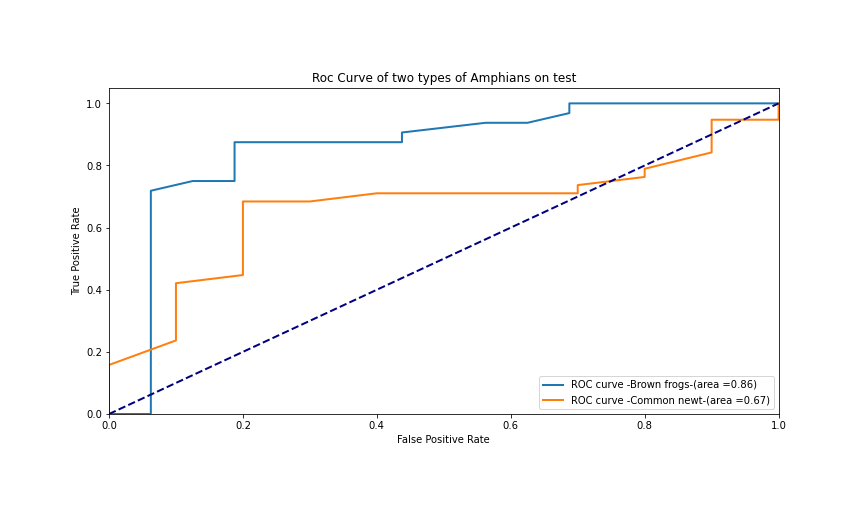 Roc Curve of two types of Amphians on test
True Positive Rate
1.0
0.8
0.6
0.4
0.2
0.0
0.0 0.2 0.4 0.6 0.8 1.0
False Positive Rate
ROC curve -Brown frogs-(area =0.86)
ROC curve -Common newt-(area =0.67)